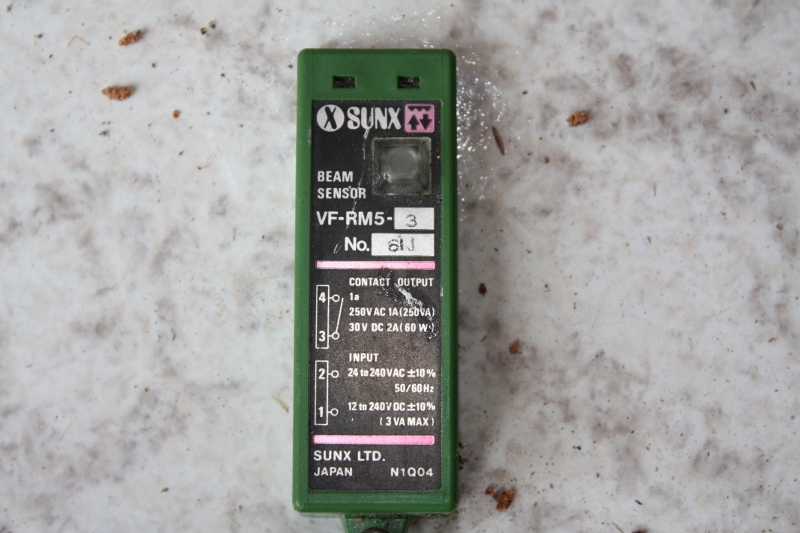 SUNX
BEAM
SENSOR
VF-RM5-3
No. 61J
CONTACT OUTPUT
4
1a
250V AC 1A(250VA)
30V DC 2A(60W)
3
INPUT
2 24 to 240VAC ±10%
50/60Hz
1 12 to 240V DC ±10%
(3VA MAX)
SUNX LTD.
JAPAN N1Q04